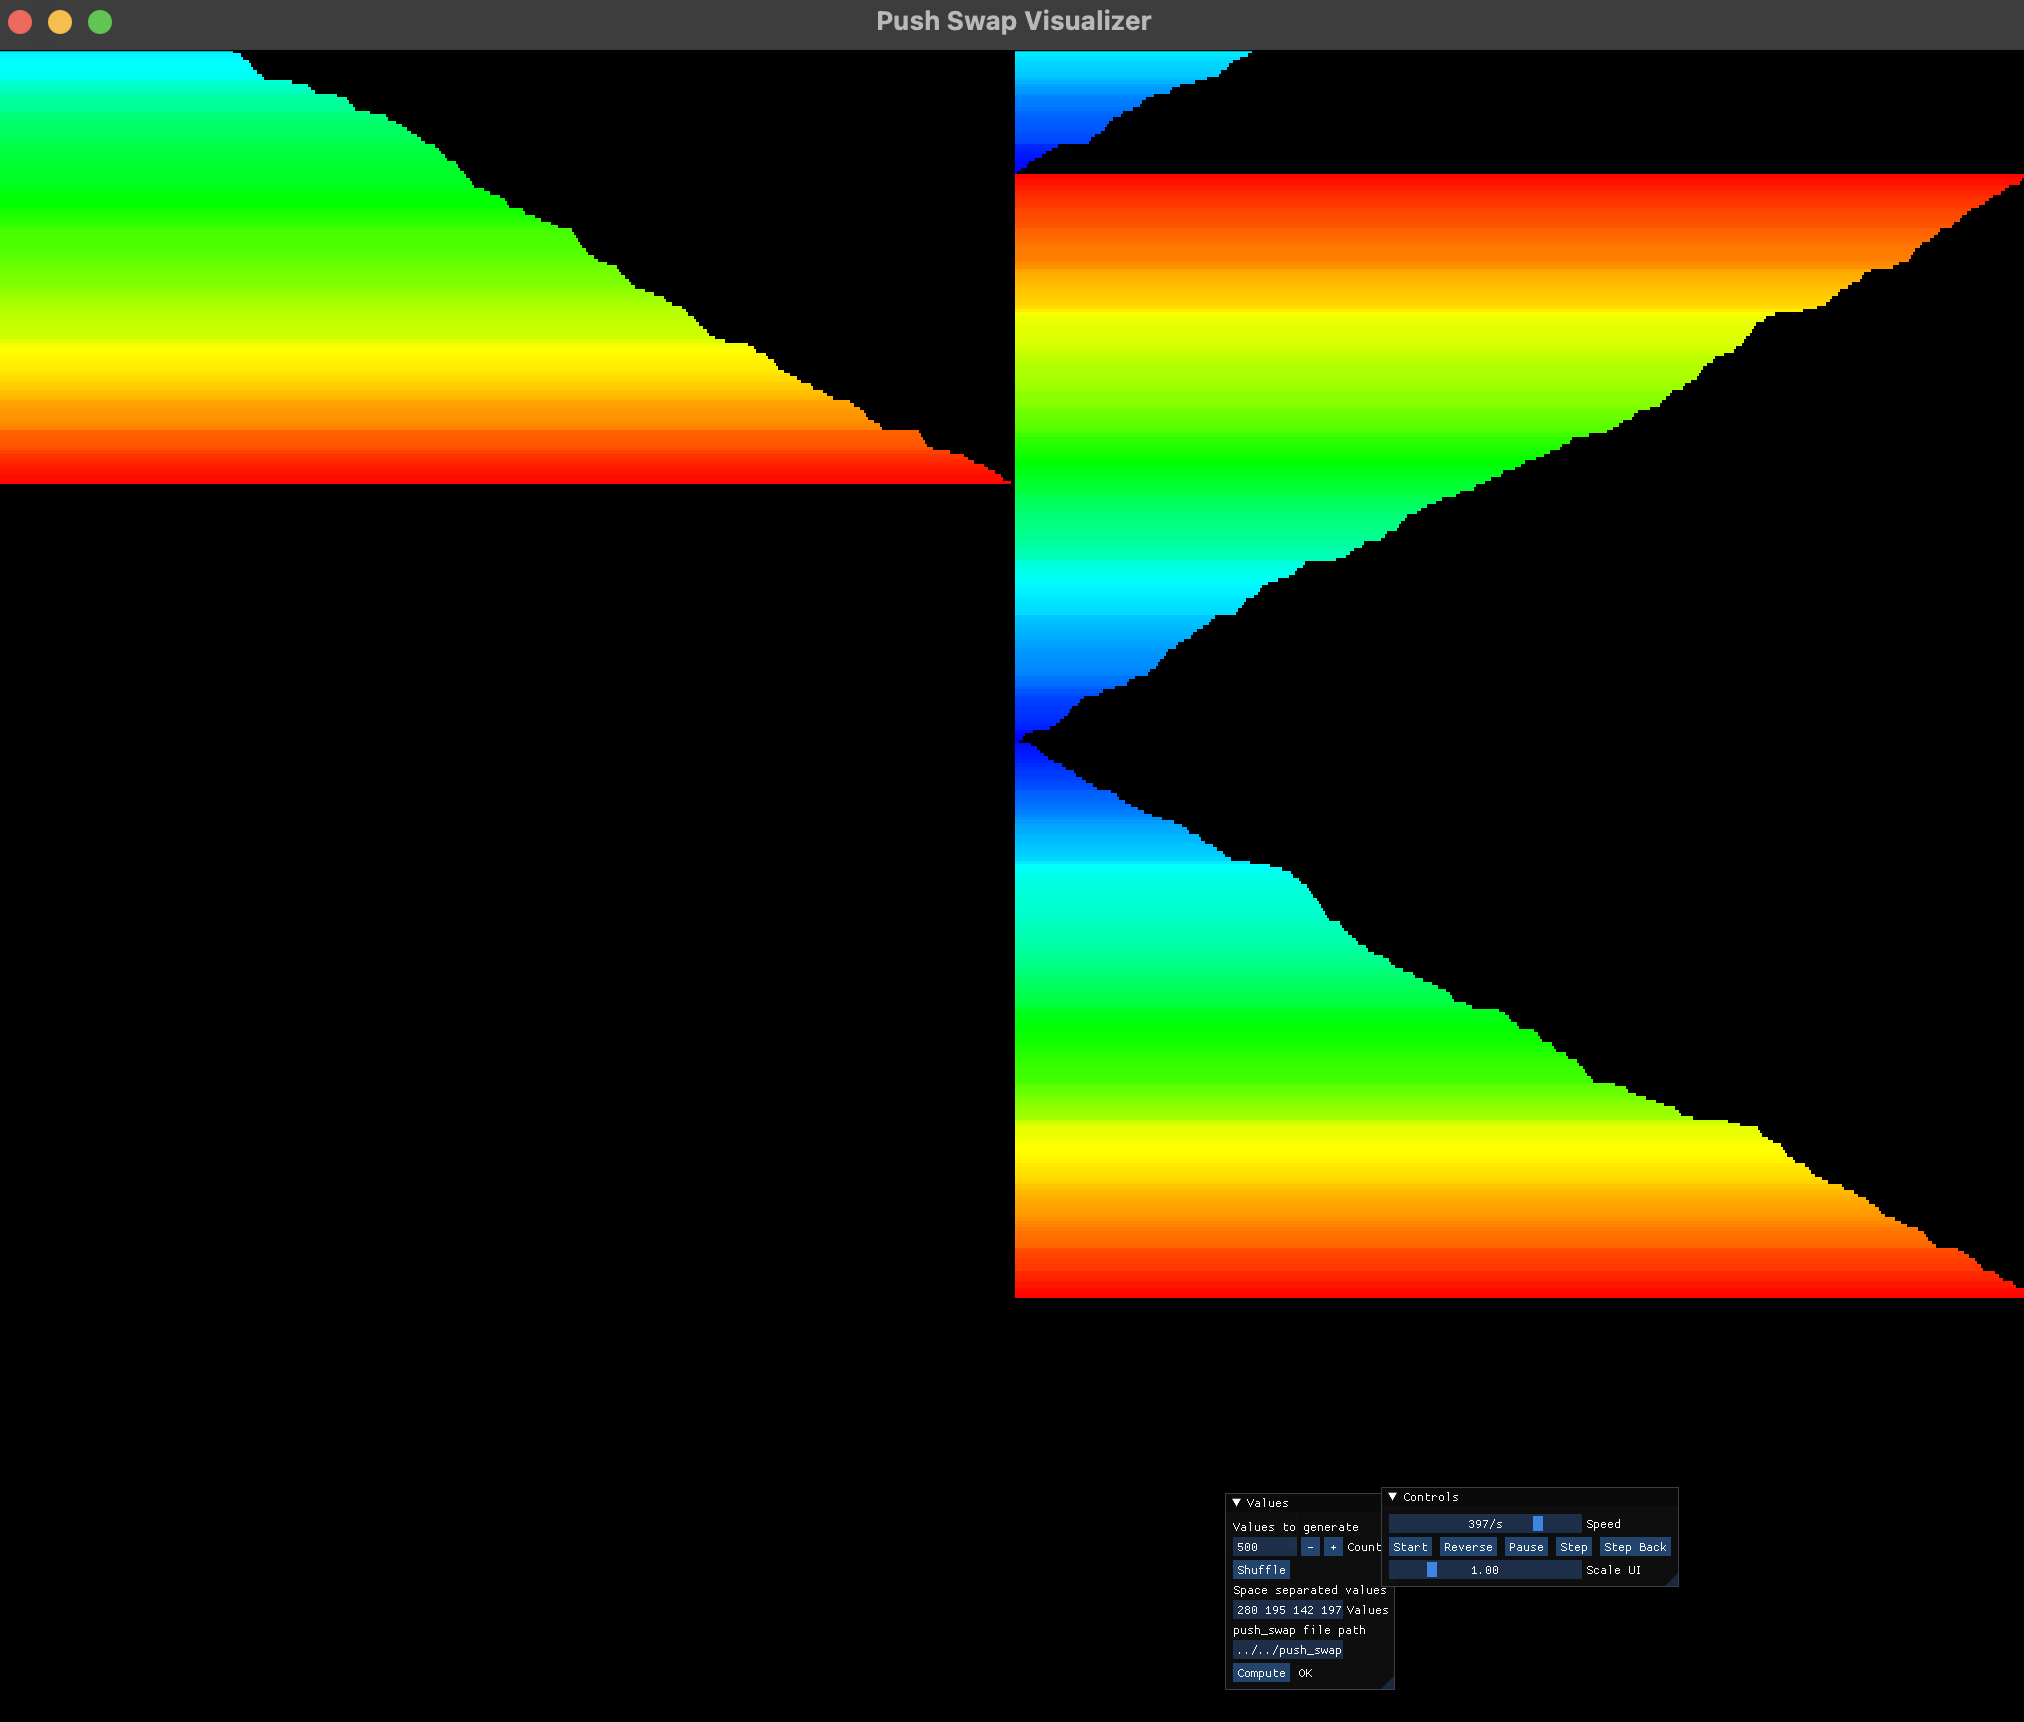 Push Swap Visualizer
Values
Values to generate
500 - + Count
Shuffle
Space separated values
280 195 142 197 Values
push_swap file path
../../push_swap
Compute OK
Controls
397/s Speed
Start Reverse Pause Step Step Back
1.00 Scale UI